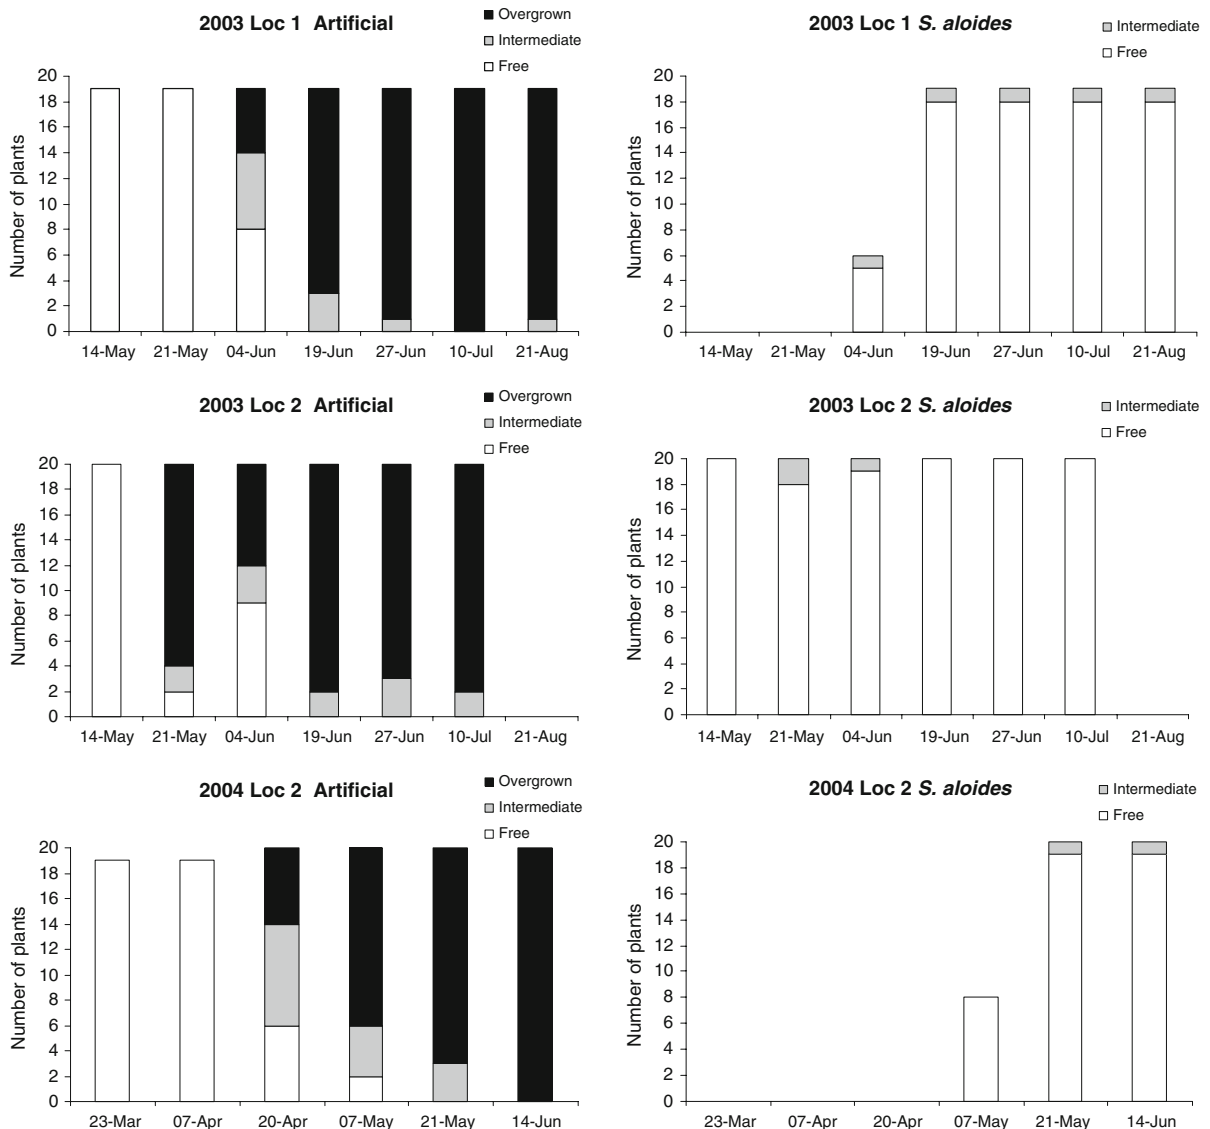 2003 Loc 1 Artificial
Overgrown
Intermediate
Free
Number of plants
20
18
16
14
12
10
8
6
4
2
0
14-May 21-May 04-Jun 19-Jun 27-Jun 10-Jul 21-Aug
2003 Loc 1 S. aloides
Intermediate
Free
Number of plants
20
18
16
14
12
10
8
6
4
2
0
14-May 21-May 04-Jun 19-Jun 27-Jun 10-Jul 21-Aug
2003 Loc 2 Artificial
Overgrown
Intermediate
Free
Number of plants
20
18
16
14
12
10
8
6
4
2
0
14-May 21-May 04-Jun 19-Jun 27-Jun 10-Jul 21-Aug
2003 Loc 2 S. aloides
Intermediate
Free
Number of plants
20
18
16
14
12
10
8
6
4
2
0
14-May 21-May 04-Jun 19-Jun 27-Jun 10-Jul 21-Aug
2004 Loc 2 Artificial
Overgrown
Intermediate
Free
Number of plants
20
18
16
14
12
10
8
6
4
2
0
23-Mar 07-Apr 20-Apr 07-May 21-May 14-Jun
2004 Loc 2 S. aloides
Intermediate
Free
Number of plants
20
18
16
14
12
10
8
6
4
2
0
23-Mar 07-Apr 20-Apr 07-May 21-May 14-Jun